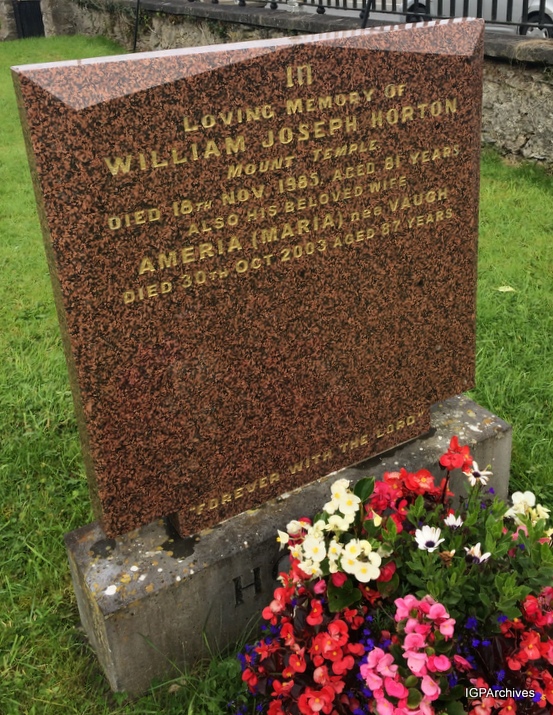 In
LOVING MEMORY OF
WILLIAM JOSEPH HORTON
MOUNT TEMPLE
DIED 18TH NOV. 1985. AGED 81 YEARS
ALSO HIS BELOVED WIFE
AMERIA (MARIA) nee VAUGH
DIED 30TH OCT 2003 AGED 87 YEARS
"FOREVER WITH THE LORD"
IGPArchives